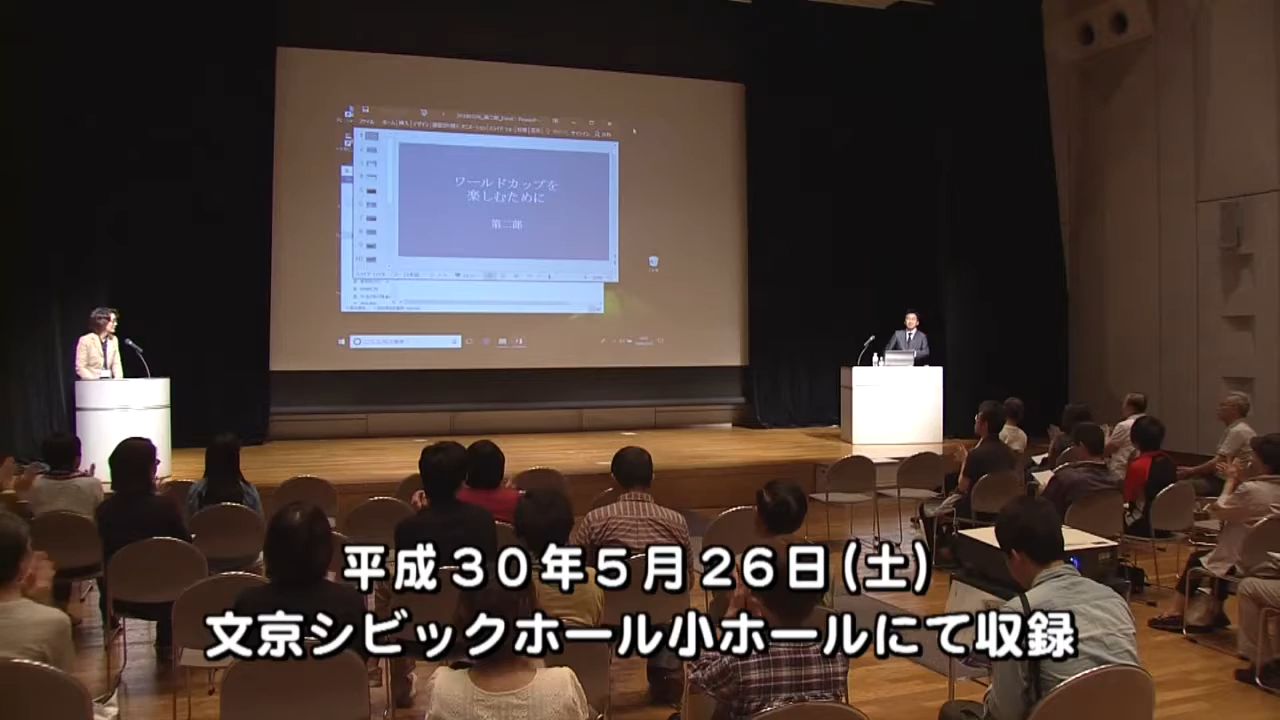 ワールドカップを
楽しむために
第二部
平成30年5月26日(土)
文京シビックホール小ホールにて収録